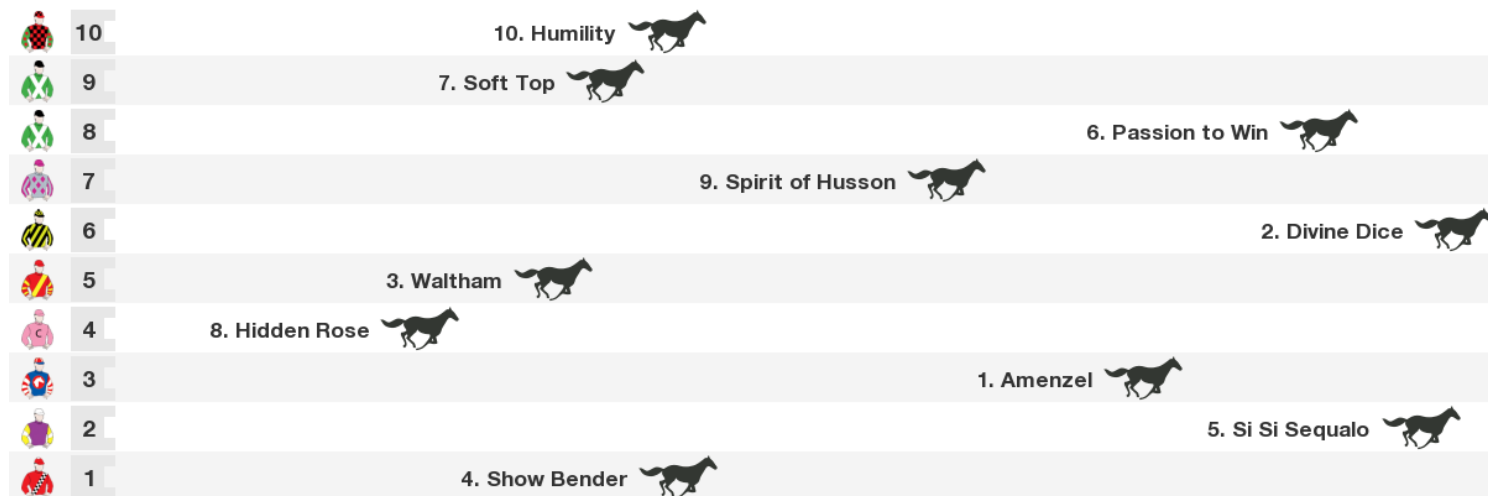 10 10. Humility
9 7. Soft Top
8 6. Passion to Win
7 9. Spirit of Husson
6 2. Divine Dice
5 3. Waltham
4 8. Hidden Rose
C
3 1. Amenzel
2 5. Si Si Sequalo
1 4. Show Bender